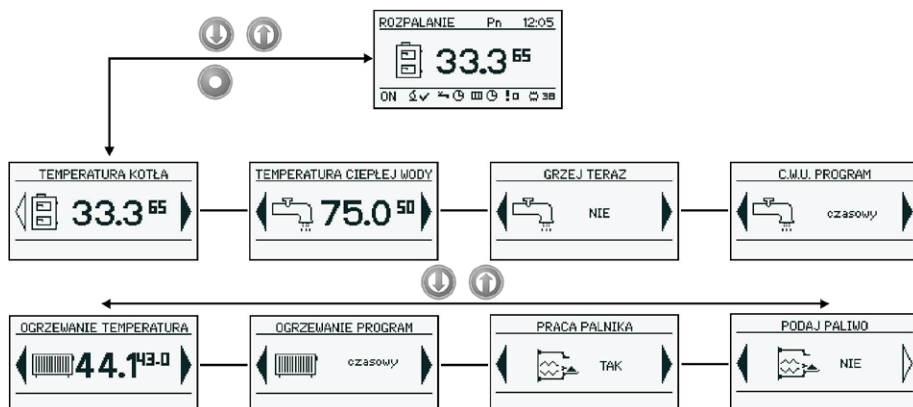 ROZPALANIE Pn 12:05
33.3 65
ON 38
TEMPERATURA KOTŁA
33.3 65
TEMPERATURA CIEPŁEJ WODY
75.0 50
GRZEJ TERAZ
NIE
C.W.U. PROGRAM
czasowy
OGRZEWANIE TEMPERATURA
44.1 43.0
OGRZEWANIE PROGRAM
czasowy
PRACA PALNIKA
TAK
PODAJ PALIWO
NIE